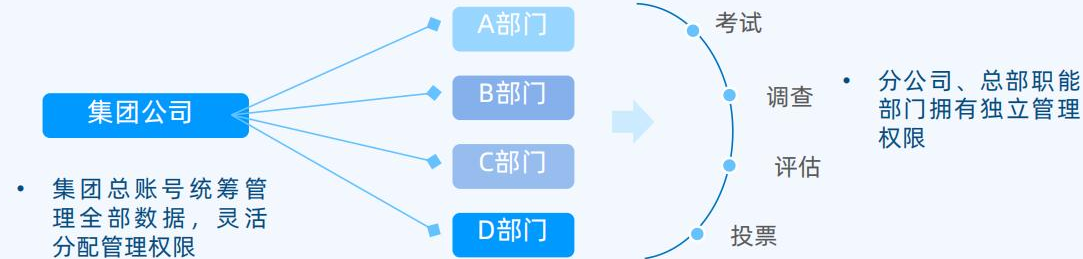 集团公司
• 集团总账号统筹管
理全部数据，灵活
分配管理权限
A部门
B部门
C部门
D部门
考试
调查
评估
投票
• 分公司、总部职能
部门拥有独立管理
权限